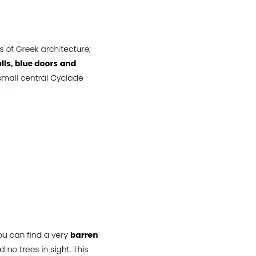 s of Greek architecture;
lls, blue doors and
small central Cyclade
ou can find a very barren
d no trees in sight. This